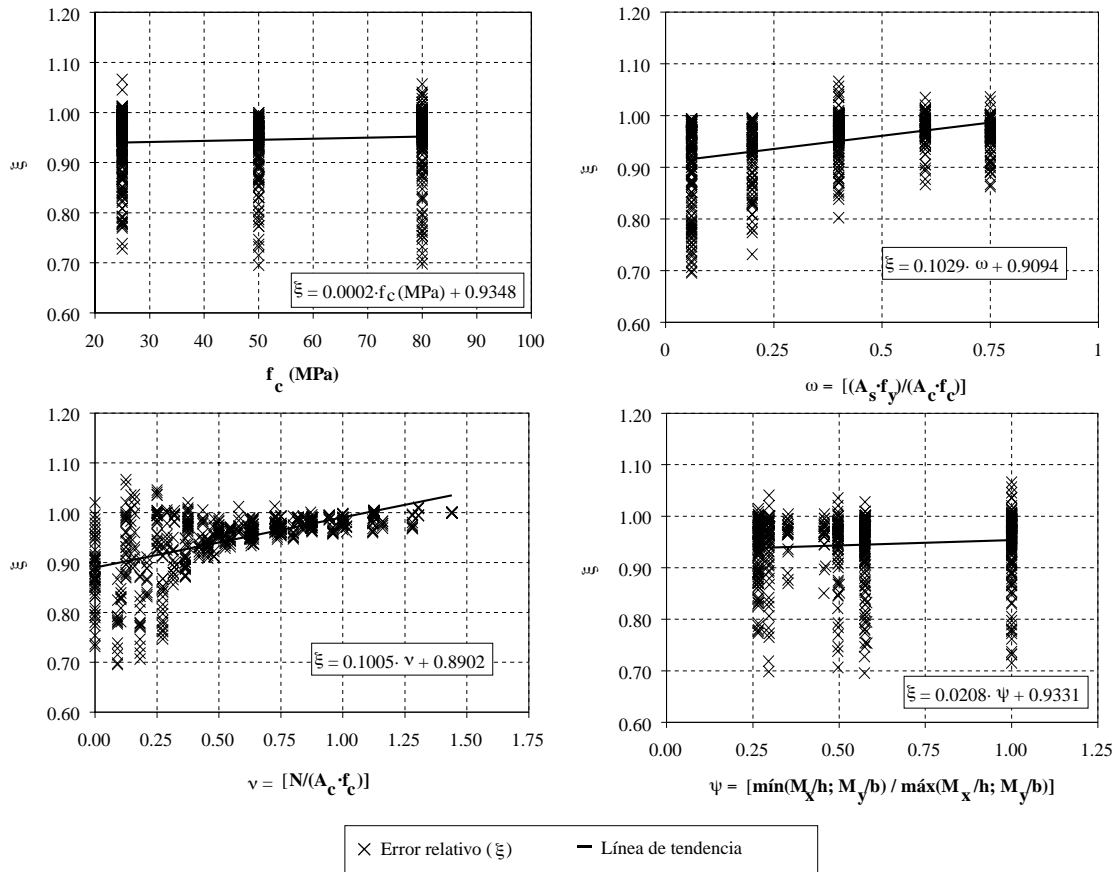 1.20
1.10
1.00
0.90
0.80
0.70
0.60
ξ
ξ = 0.0002·f_c (MPa) + 0.9348
20 30 40 50 60 70 80 90 100
f_c (MPa)
1.20
1.10
1.00
0.90
0.80
0.70
0.60
ξ
ξ = 0.1029· ω + 0.9094
0 0.25 0.5 0.75 1
ω = [(A_s·f_y)/(A_c·f_c)]
1.20
1.10
1.00
0.90
0.80
0.70
0.60
ξ
ξ = 0.1005· ν + 0.8902
0.00 0.25 0.50 0.75 1.00 1.25 1.50 1.75
ν = [N/(A_c·f_c)]
1.20
1.10
1.00
0.90
0.80
0.70
0.60
ξ
ξ = 0.0208· ψ + 0.9331
0.00 0.25 0.50 0.75 1.00 1.25
ψ = [mín(M_x/h; M_y/b) / máx(M_x/h; M_y/b)]
× Error relativo (ξ) — Línea de tendencia